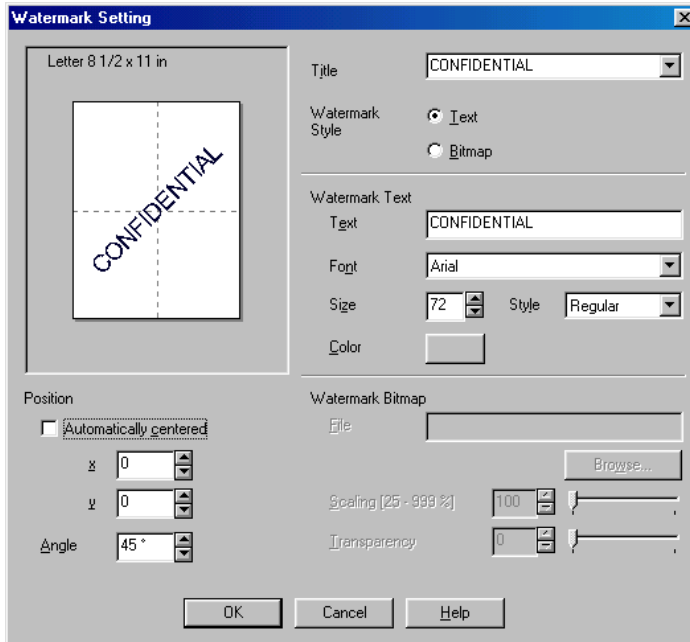 Watermark Setting
Letter 8 1/2 x 11 in
CONFIDENTIAL
Title
CONFIDENTIAL
Watermark
Style
Text
Bitmap
Watermark Text
Text
CONFIDENTIAL
Font
Arial
Size
72
Style
Regular
Color
Position
Automatically centered
x
0
y
0
Angle
45 °
Watermark Bitmap
File
Browse...
Scaling [25 - 999 %]
100
Transparency
0
OK
Cancel
Help